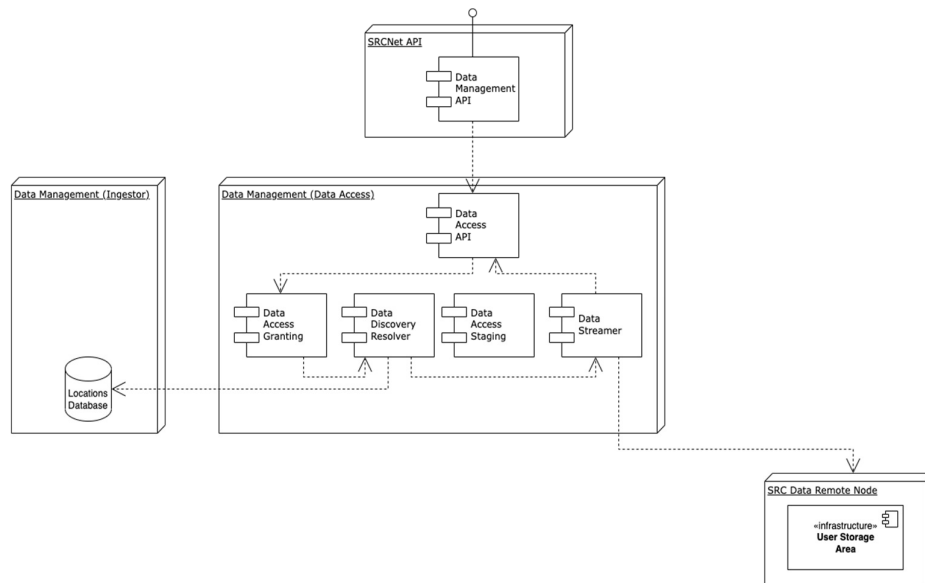 SRCNet API
Data
Management
API
Data Management (Ingestor)
Data Management (Data Access)
Data
Access
API
Data
Access
Granting
Data
Discovery
Resolver
Data
Access
Staging
Data
Streamer
Locations
Database
SRC Data Remote Node
«infrastructure»
User Storage
Area